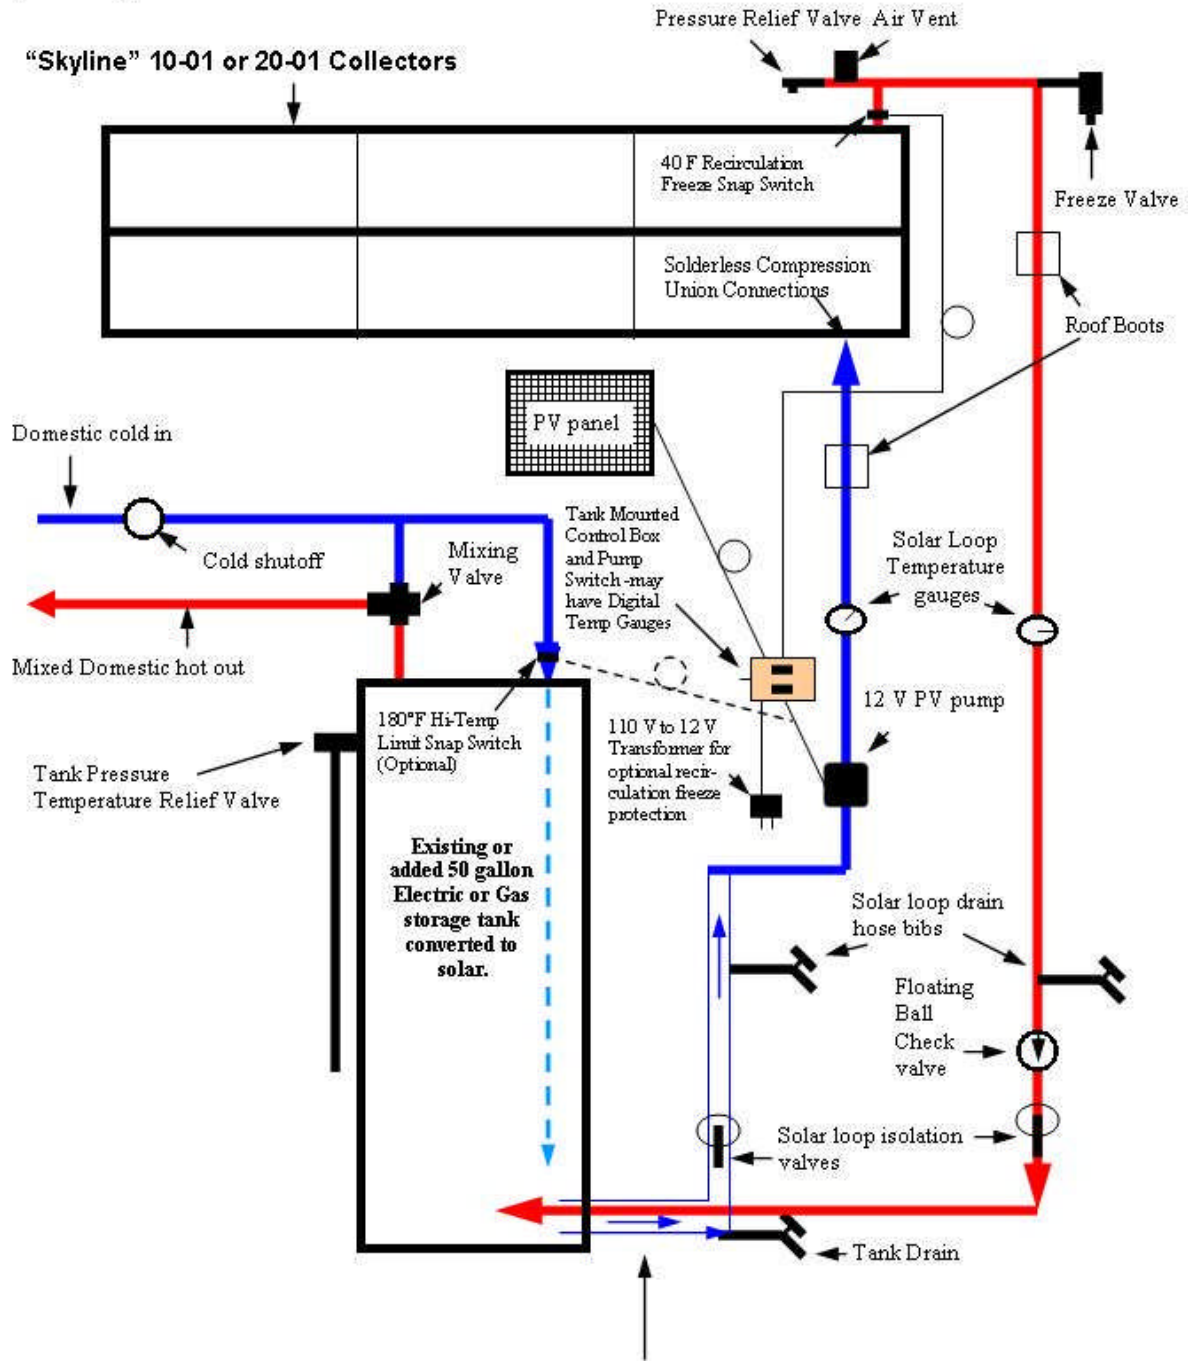 Pressure Relief Valve Air Vent
“Skyline” 10-01 or 20-01 Collectors
40 F Recirculation
Freeze Snap Switch
Freeze Valve
Solderless Compression
Union Connections
Roof Boots
PV panel
Domestic cold in
Cold shutoff
Mixing
Valve
Tank Mounted
Control Box
and Pump
Switch -may
have Digital
Temp Gauges
Solar Loop
Temperature
gauges
Mixed Domestic hot out
180°F Hi-Temp
Limit Snap Switch
(Optional)
110 V to 12 V
Transformer for
optional recir-
culation freeze
protection
12 V PV pump
Tank Pressure
Temperature Relief Valve
Existing or
added 50 gallon
Electric or Gas
storage tank
converted to
solar.
Solar loop drain
hose bibs
Floating
Ball
Check
valve
Solar loop isolation
valves
Tank Drain